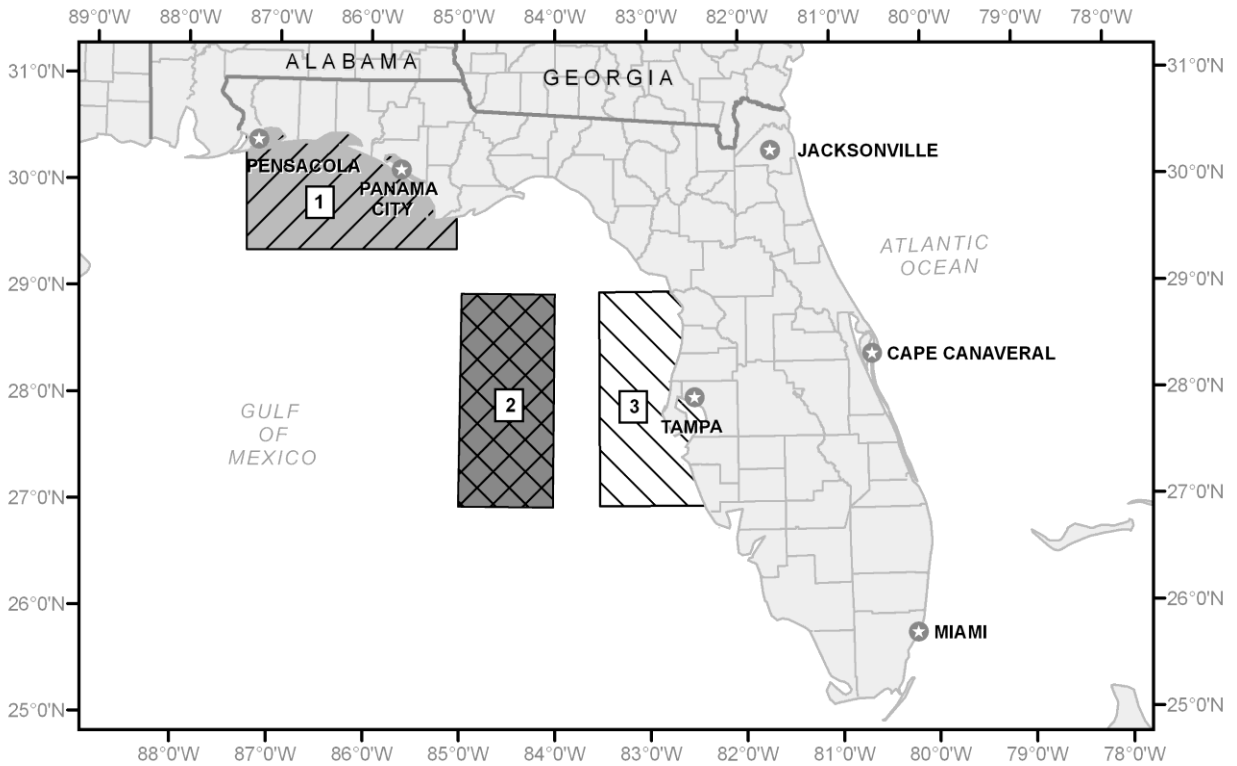 89°0'W 88°0'W 87°0'W 86°0'W 85°0'W 84°0'W 83°0'W 82°0'W 81°0'W 80°0'W 79°0'W 78°0'W
31°0'N ALABAMA GEORGIA 31°0'N
JACKSONVILLE
PENSACOLA
30°0'N 30°0'N
PANAMA
CITY
1
ATLANTIC
OCEAN
29°0'N 29°0'N
CAPE CANAVERAL
28°0'N 28°0'N
2 3
GULF
OF
MEXICO
TAMPA
27°0'N 27°0'N
26°0'N 26°0'N
MIAMI
25°0'N 25°0'N
88°0'W 87°0'W 86°0'W 85°0'W 84°0'W 83°0'W 82°0'W 81°0'W 80°0'W 79°0'W 78°0'W